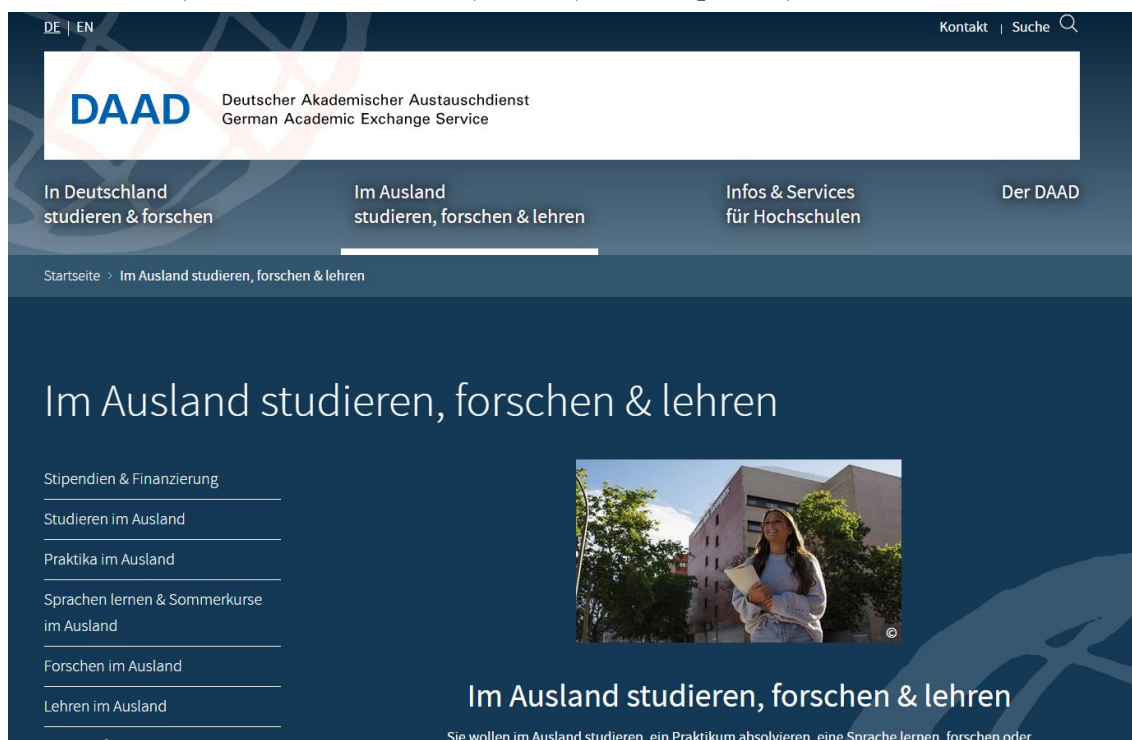 DE | EN
Kontakt | Suche
DAAD
Deutscher Akademischer Austauschdienst
German Academic Exchange Service
In Deutschland
studieren & forschen
Im Ausland
studieren, forschen & lehren
Infos & Services
für Hochschulen
Der DAAD
Startseite > Im Ausland studieren, forschen & lehren
Im Ausland studieren, forschen & lehren
Stipendien & Finanzierung
Studieren im Ausland
Praktika im Ausland
Sprachen lernen & Sommerkurse
im Ausland
Forschen im Ausland
Lehren im Ausland
©
Im Ausland studieren, forschen & lehren
Sie wollen im Ausland studieren, ein Praktikum absolvieren, eine Sprache lernen, forschen oder